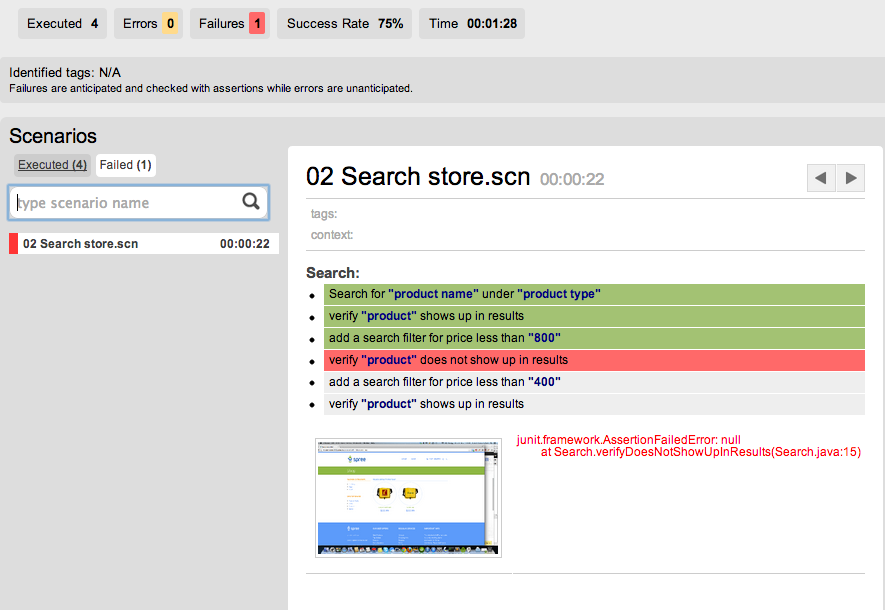 Executed 4 Errors 0 Failures 1 Success Rate 75% Time 00:01:28
Identified tags: N/A
Failures are anticipated and checked with assertions while errors are unanticipated.
Scenarios
Executed (4) Failed (1)
type scenario name
02 Search store.scn 00:00:22
02 Search store.scn 00:00:22
tags:
context:
Search:
Search for "product name" under "product type"
verify "product" shows up in results
add a search filter for price less than "800"
verify "product" does not show up in results
add a search filter for price less than "400"
verify "product" shows up in results
spree
junit.framework.AssertionFailedError: null
at Search.verifyDoesNotShowUpInResults(Search.java:15)